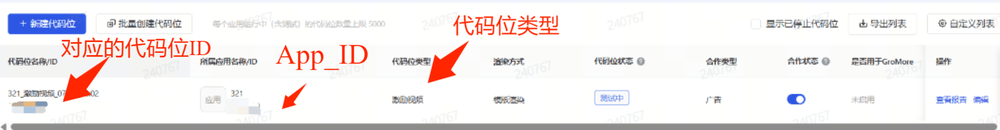 + 新建代码位 批量创建代码位 每个应用运行中（含测试）的代码位数量上限 5000 代码位类型 显示已停止代码位 导出列表 自定义列表
对应的代码位ID App_ID
代码位名称/ID 所属应用名称/ID 代码位类型 渲染方式 代码位状态 合作类型 合作状态 是否用于GroMore 操作
321_激励视频_07 02 应用 321 激励视频 模版渲染 测试中 广告 未启用 查看报告 编辑
240767